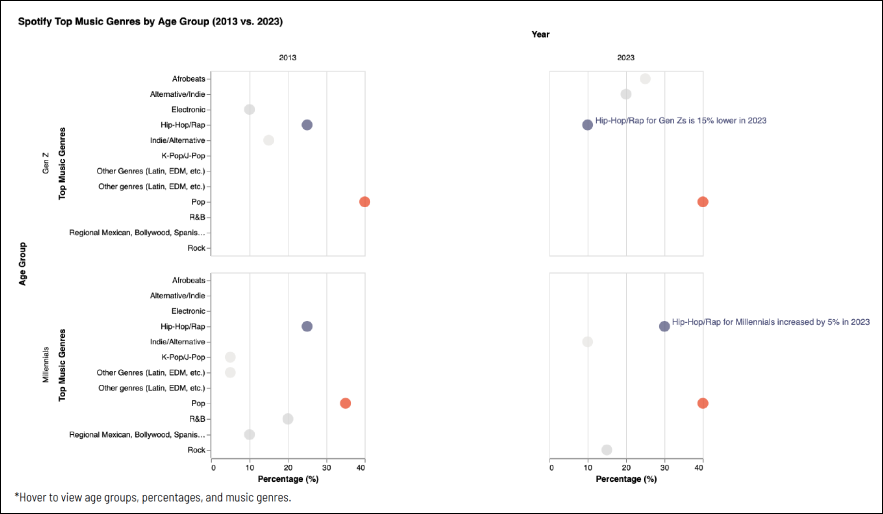 Spotify Top Music Genres by Age Group (2013 vs. 2023)
Year
2013
2023
Age Group
Gen Z
Top Music Genres
Afrobeats
Alternative/Indie
Electronic
Hip-Hop/Rap
Hip-Hop/Rap for Gen Zs is 15% lower in 2023
Indie/Alternative
K-Pop/J-Pop
Other Genres (Latin, EDM, etc.)
Other genres (Latin, EDM, etc.)
Pop
R&B
Regional Mexican, Bollywood, Spanis...
Rock
Millennials
Top Music Genres
Afrobeats
Alternative/Indie
Electronic
Hip-Hop/Rap
Hip-Hop/Rap for Millennials increased by 5% in 2023
Indie/Alternative
K-Pop/J-Pop
Other Genres (Latin, EDM, etc.)
Other genres (Latin, EDM, etc.)
Pop
R&B
Regional Mexican, Bollywood, Spanis...
Rock
0 10 20 30 40
0 10 20 30 40
Percentage (%)
Percentage (%)
*Hover to view age groups, percentages, and music genres.